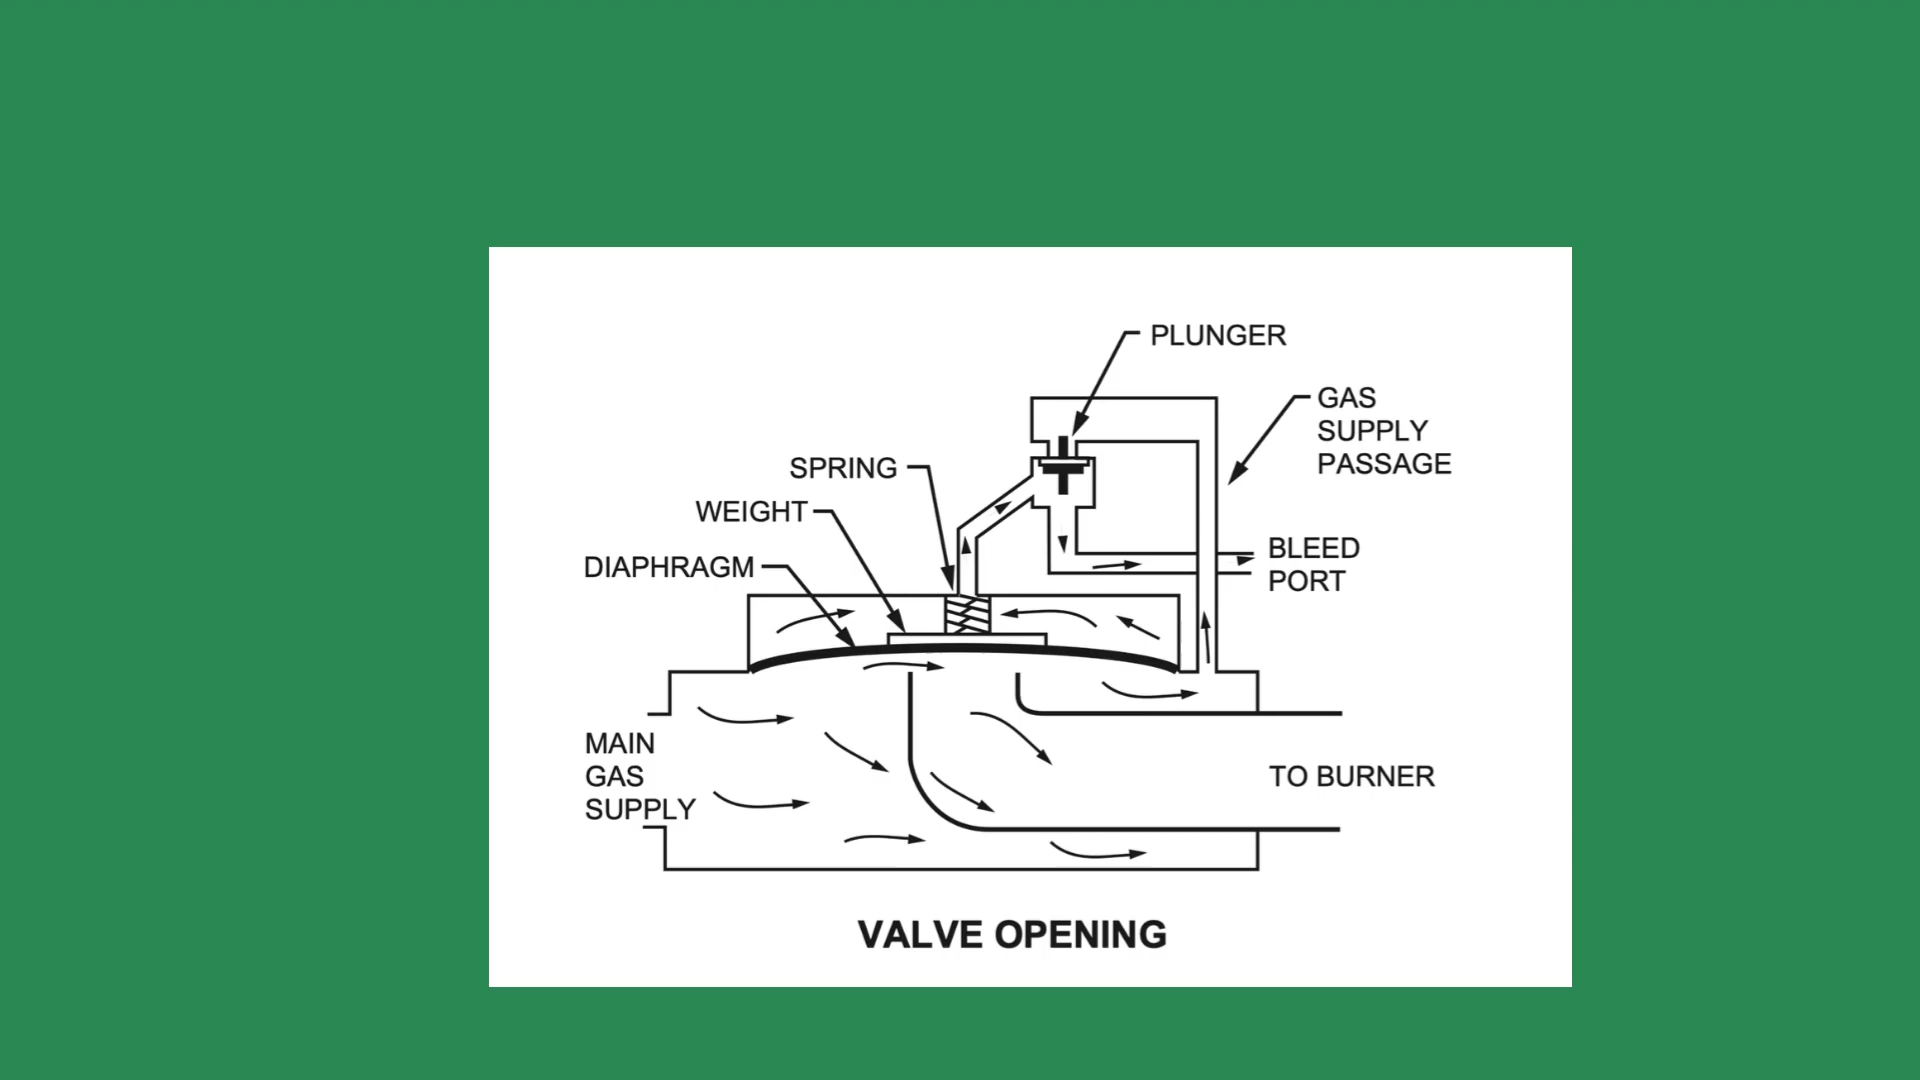 PLUNGER
GAS
SUPPLY
PASSAGE
SPRING
WEIGHT
DIAPHRAGM
BLEED
PORT
MAIN
GAS
SUPPLY
TO BURNER
VALVE OPENING